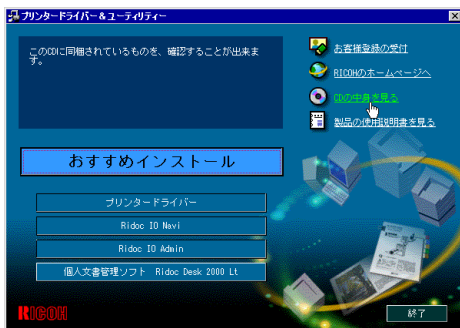 プリンタードライバー＆ユーティリティー
このCDに同梱されているものを、確認することが出来ま
す。
お客様登録の受付
RICOHのホームページへ
CDの中身を見る
製品の使用説明書を見る
おすすめインストール
プリンタードライバー
Ridoc IO Navi
Ridoc IO Admin
個人文書管理ソフト Ridoc Desk 2000 Lt
RICOH
終了